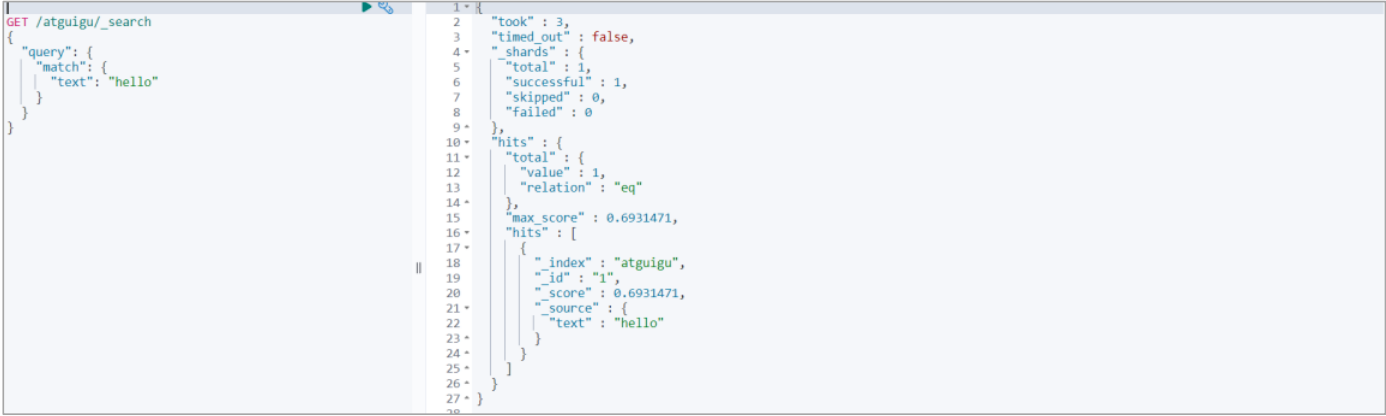 GET /atguigu/_search
{
  "query": {
    "match": {
      "text": "hello"
    }
  }
}
1 {
2   "took" : 3,
3   "timed_out" : false,
4   "_shards" : {
5     "total" : 1,
6     "successful" : 1,
7     "skipped" : 0,
8     "failed" : 0
9   },
10   "hits" : {
11     "total" : {
12       "value" : 1,
13       "relation" : "eq"
14     },
15     "max_score" : 0.6931471,
16     "hits" : [
17       {
18         "_index" : "atguigu",
19         "_id" : "1",
20         "_score" : 0.6931471,
21         "_source" : {
22           "text" : "hello"
23         }
24       }
25     ]
26   }
27 }
28